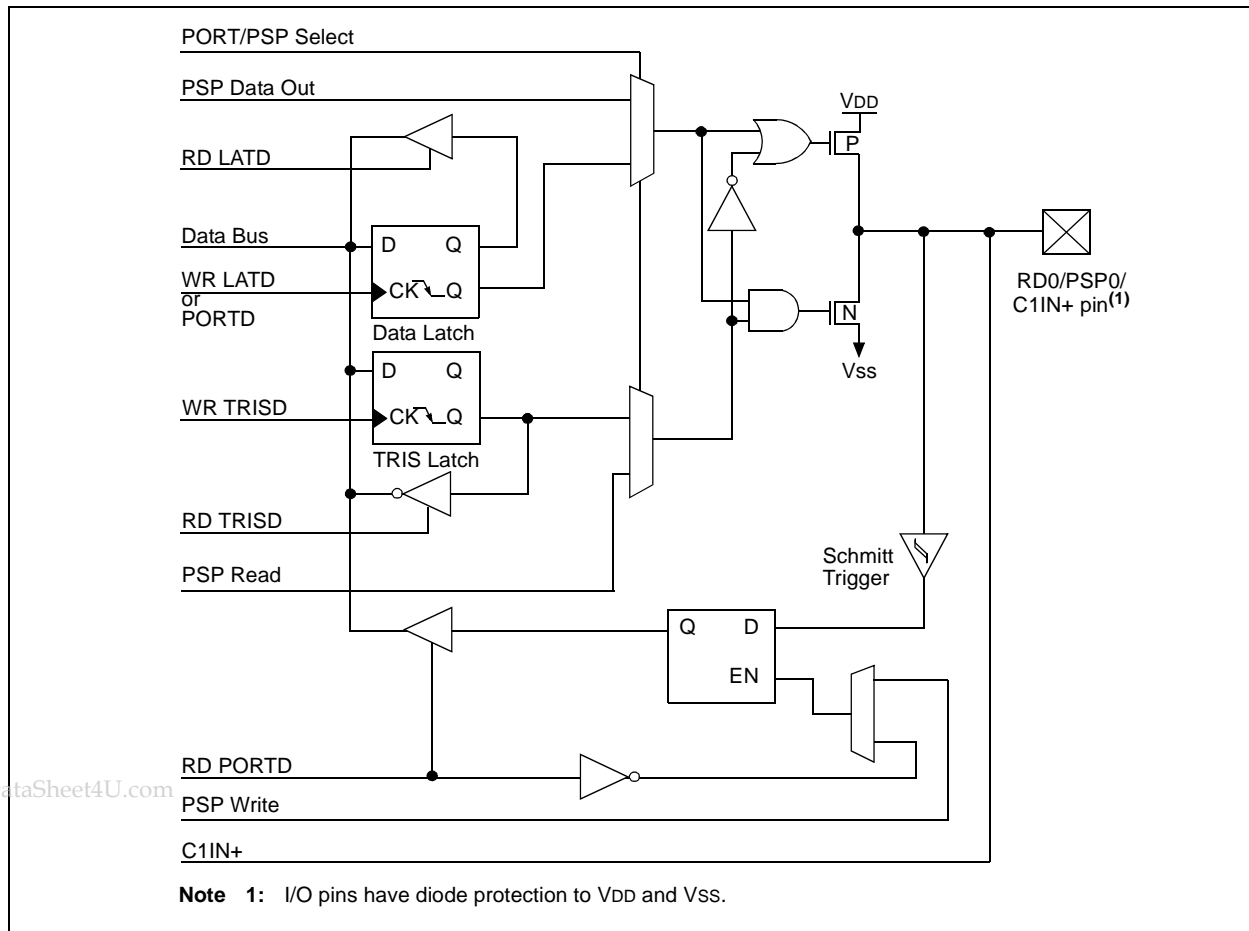 PORT/PSP Select
PSP Data Out
VDD
P
RD LATD
Data Bus
D Q
WR LATD
or
PORTD
CK Q
Data Latch
N
Vss
RD0/PSP0/
C1IN+ pin(1)
D Q
WR TRISD
CK Q
TRIS Latch
RD TRISD
Schmitt
Trigger
PSP Read
Q D
EN
RD PORTD
ataSheet4U.com
PSP Write
C1IN+
Note 1: I/O pins have diode protection to VDD and VSS.